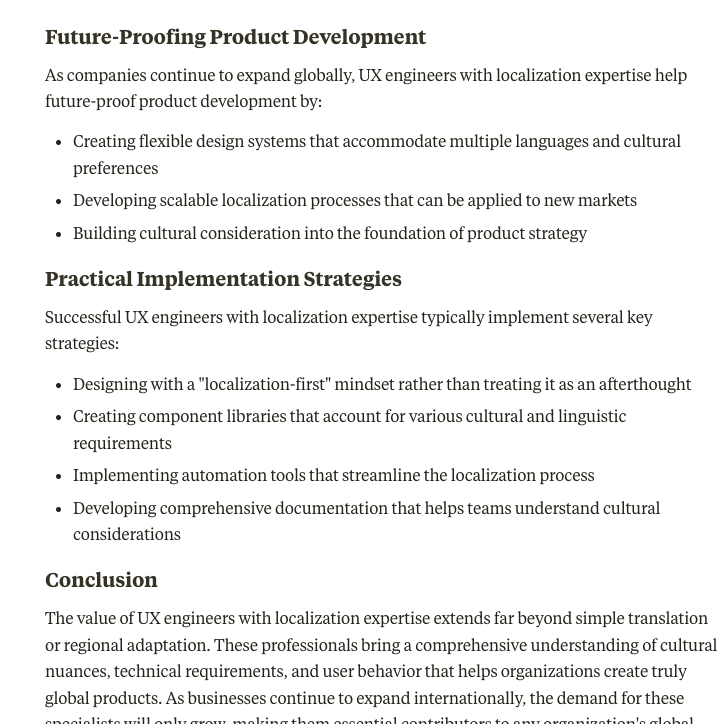 Future-Proofing Product Development
As companies continue to expand globally, UX engineers with localization expertise help
future-proof product development by:
• Creating flexible design systems that accommodate multiple languages and cultural
preferences
• Developing scalable localization processes that can be applied to new markets
• Building cultural consideration into the foundation of product strategy
Practical Implementation Strategies
Successful UX engineers with localization expertise typically implement several key
strategies:
• Designing with a "localization-first" mindset rather than treating it as an afterthought
• Creating component libraries that account for various cultural and linguistic
requirements
• Implementing automation tools that streamline the localization process
• Developing comprehensive documentation that helps teams understand cultural
considerations
Conclusion
The value of UX engineers with localization expertise extends far beyond simple translation
or regional adaptation. These professionals bring a comprehensive understanding of cultural
nuances, technical requirements, and user behavior that helps organizations create truly
global products. As businesses continue to expand internationally, the demand for these
specialists will only grow, making them essential contributors to any organization's global